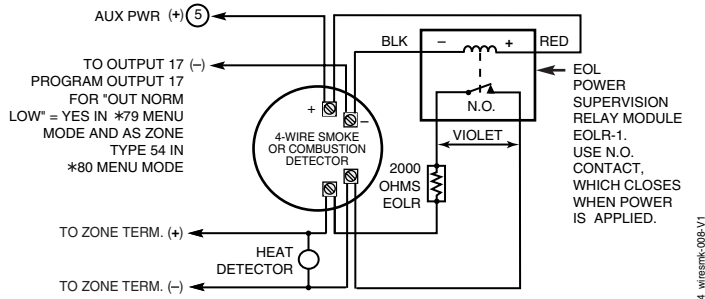 AUX PWR (+) 5
TO OUTPUT 17 (–)
PROGRAM OUTPUT 17
FOR "OUT NORM
LOW" = YES IN ✳79 MENU
MODE AND AS ZONE
TYPE 54 IN
✳80 MENU MODE
+
–
4-WIRE SMOKE
OR COMBUSTION
DETECTOR
BLK
–
+
RED
N.O.
VIOLET
2000
OHMS
EOLR
EOL
POWER
SUPERVISION
RELAY MODULE
EOLR-1.
USE N.O.
CONTACT,
WHICH CLOSES
WHEN POWER
IS APPLIED.
TO ZONE TERM. (+)
HEAT
DETECTOR
TO ZONE TERM. (–)
4 wiresmk-008-V1